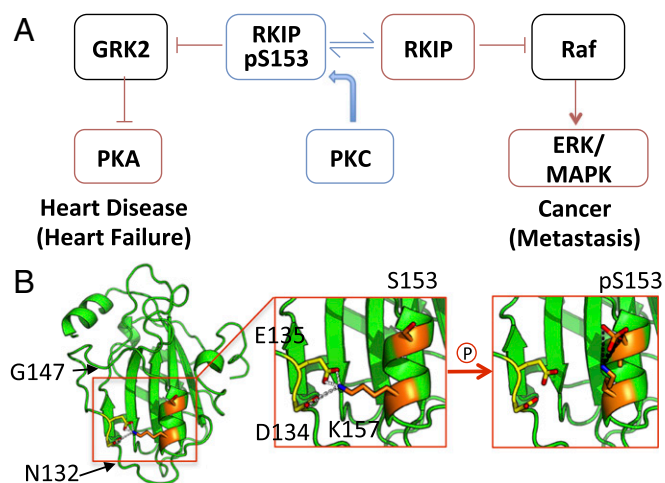 A
GRK2
RKIP
pS153
RKIP
Raf
PKA
PKC
ERK/
MAPK
Heart Disease
(Heart Failure)
Cancer
(Metastasis)
B
S153
pS153
E135
G147
P
D134
K157
N132